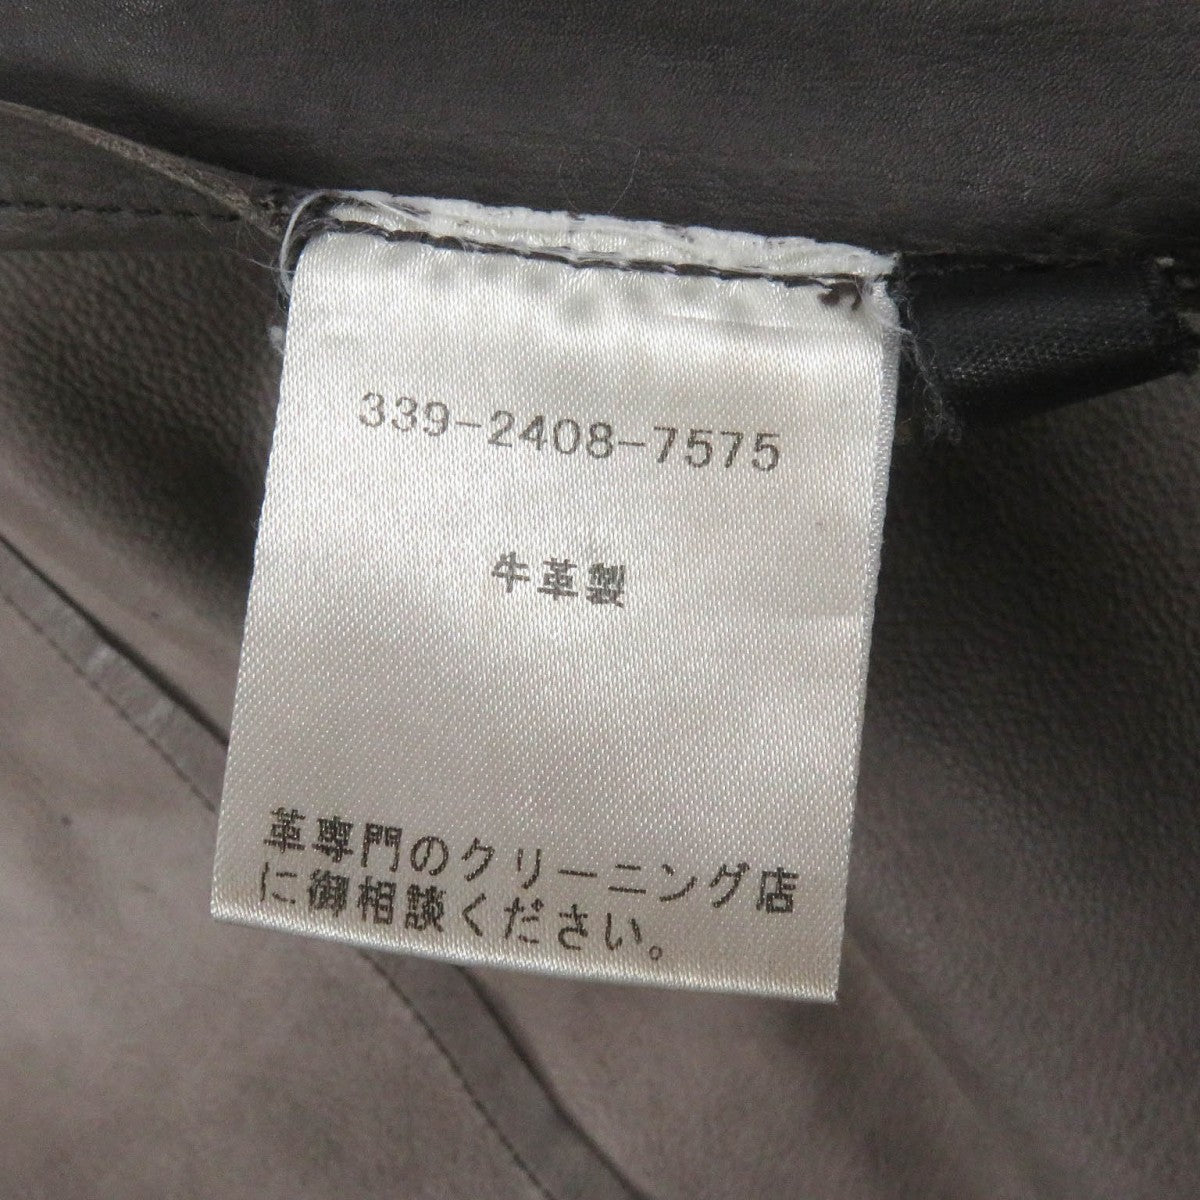 339-2408-7575
牛革製
革専門のクリーニング店
に御相談ください。